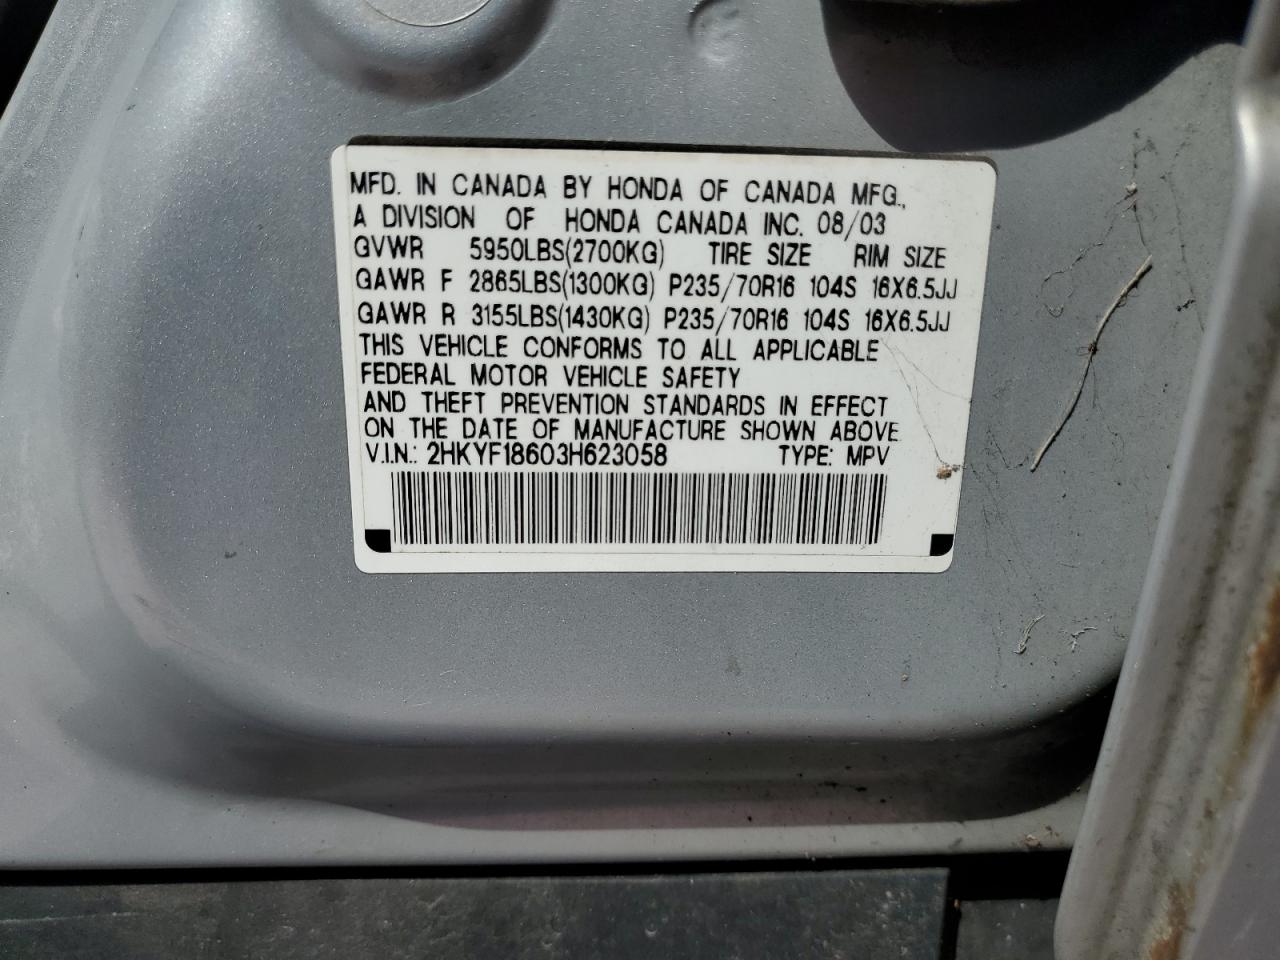 MFD. IN CANADA BY HONDA OF CANADA MFG.,
A DIVISION OF HONDA CANADA INC. 08/03
GVWR 5950LBS(2700KG) TIRE SIZE RIM SIZE
GAWR F 2865LBS(1300KG) P235/70R16 104S 16X6.5JJ
GAWR R 3155LBS(1430KG) P235/70R16 104S 16X6.5JJ
THIS VEHICLE CONFORMS TO ALL APPLICABLE
FEDERAL MOTOR VEHICLE SAFETY
AND THEFT PREVENTION STANDARDS IN EFFECT
ON THE DATE OF MANUFACTURE SHOWN ABOVE.
V.I.N.: 2HKYF18603H623058 TYPE: MPV